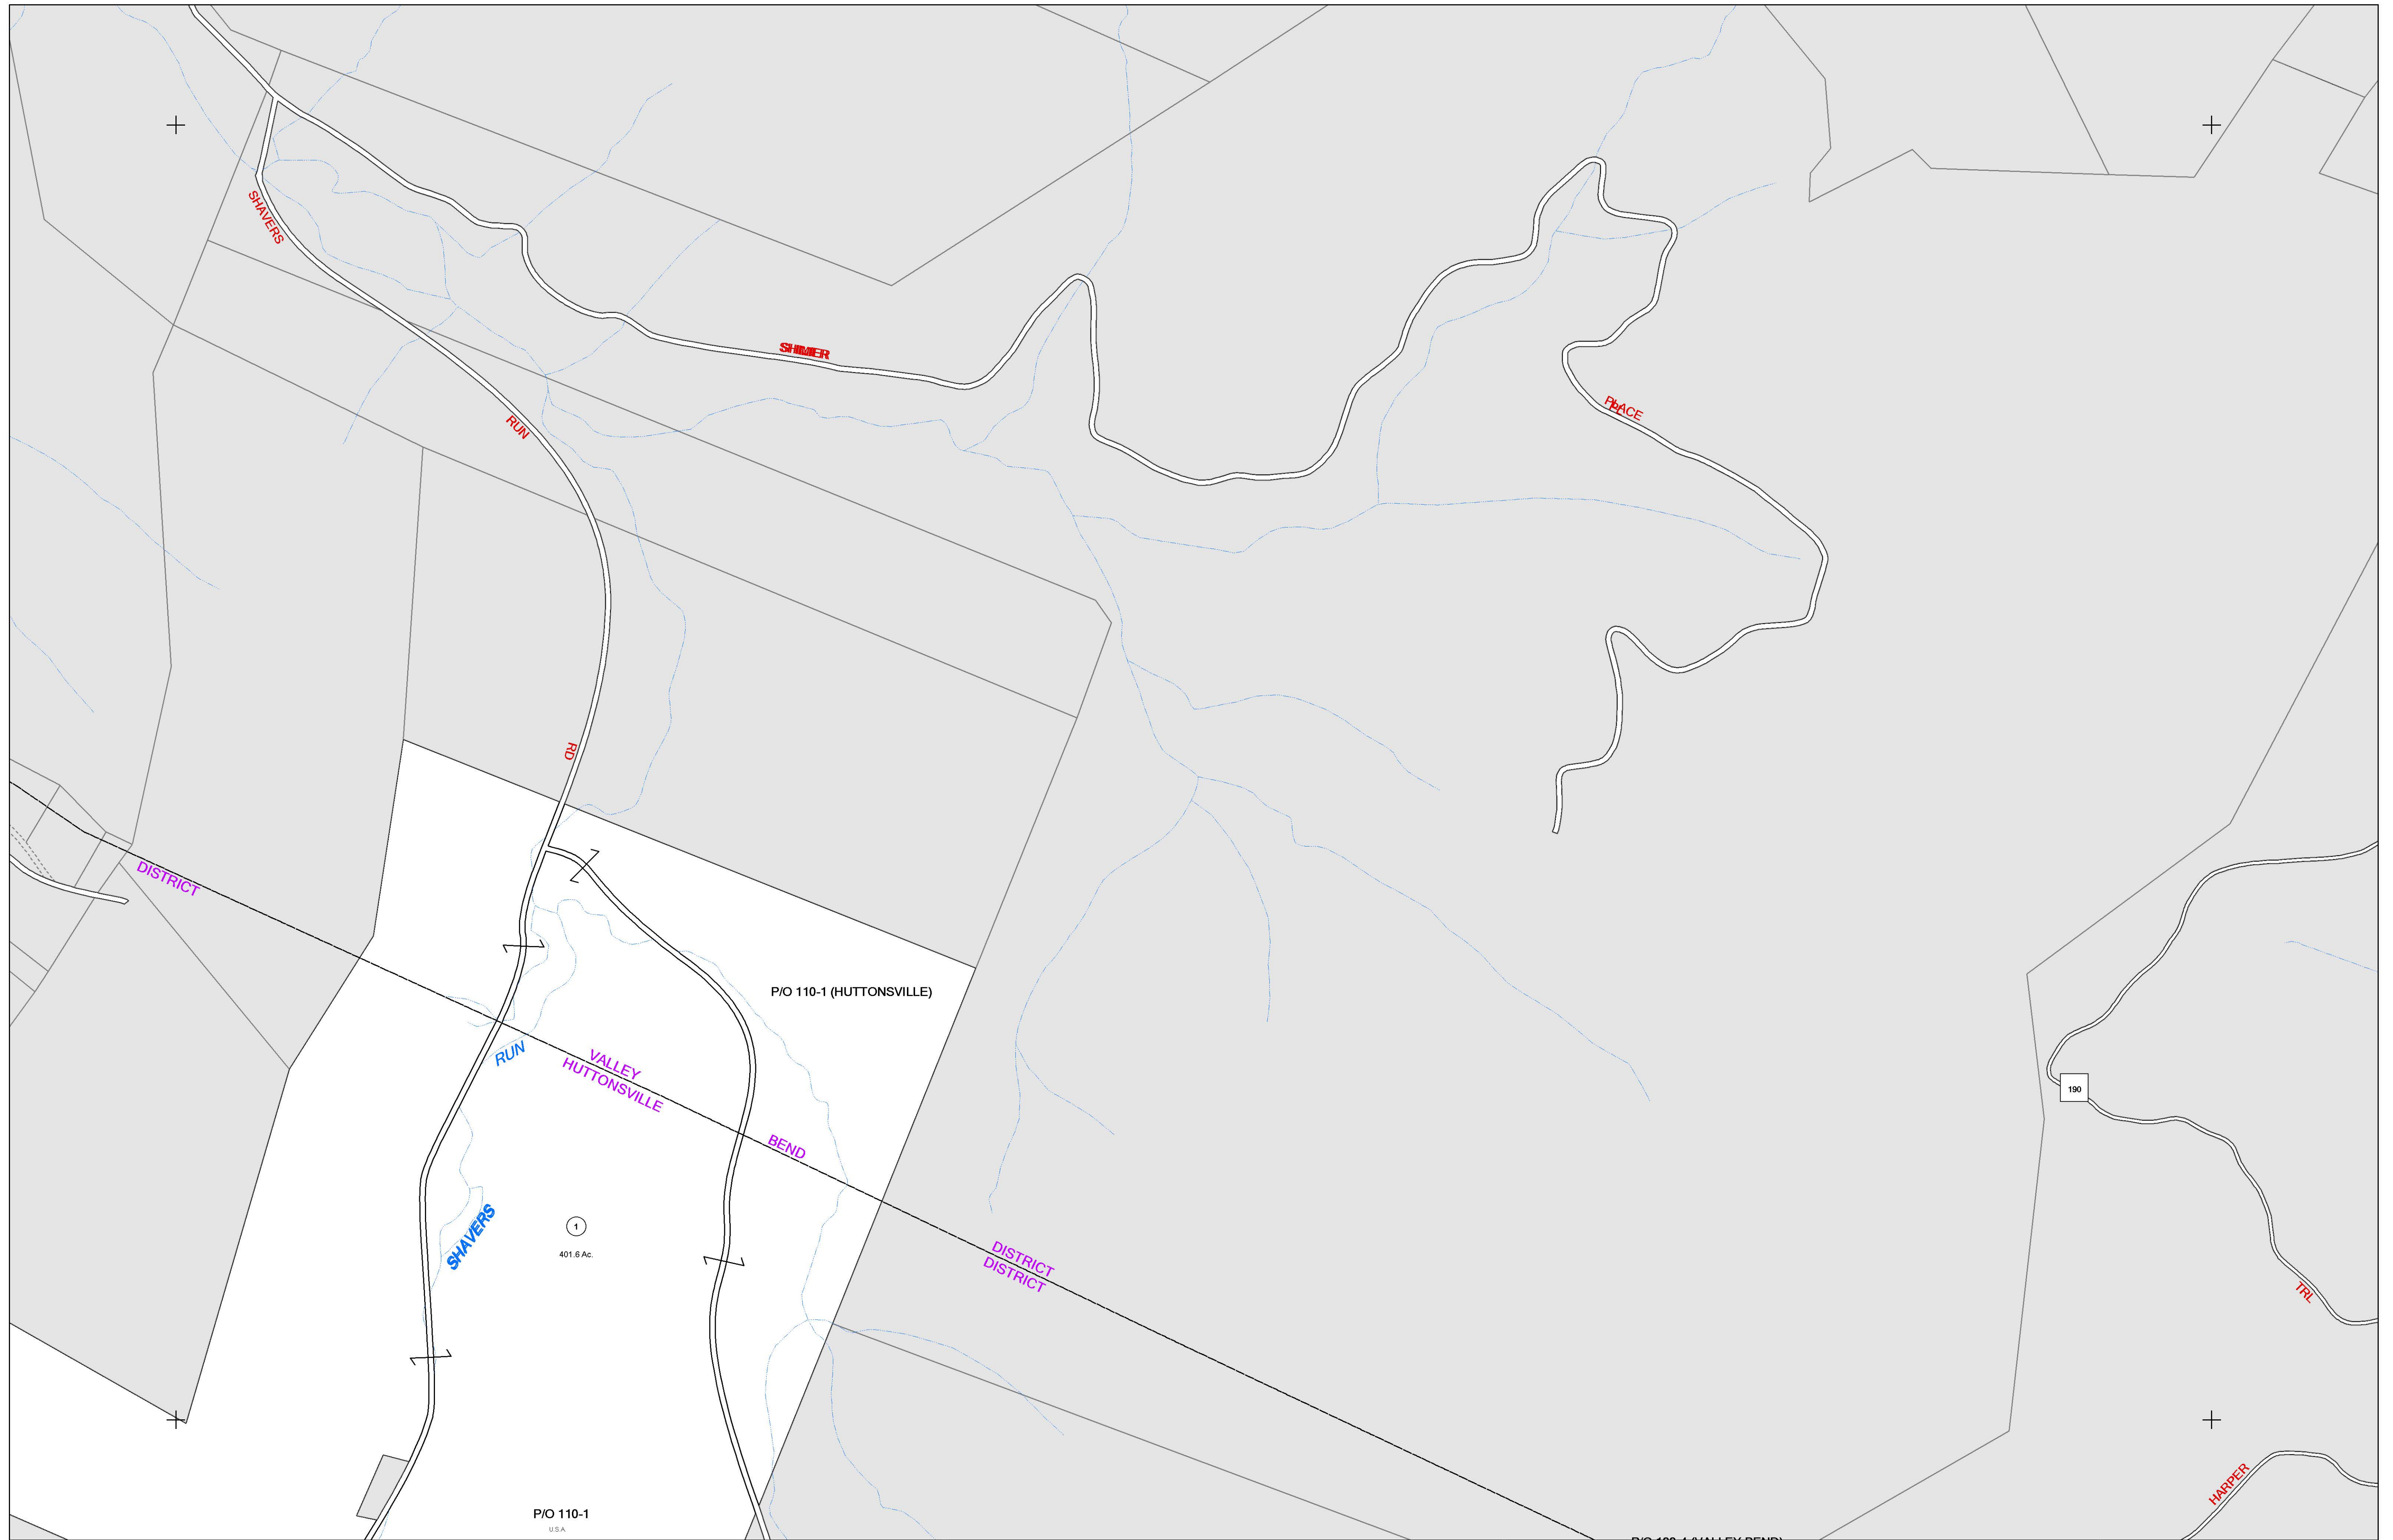 SHAVERS
RUN
RD
PLACE
DISTRICT
P/O 110-1 (HUTTONSVILLE)
RUN
VALLEY
HUTTONSVILLE
BEND
190
SHAVERS
1
401.6 Ac.
DISTRICT
DISTRICT
TRL
HARPER
P/O 110-1
U.S.A.